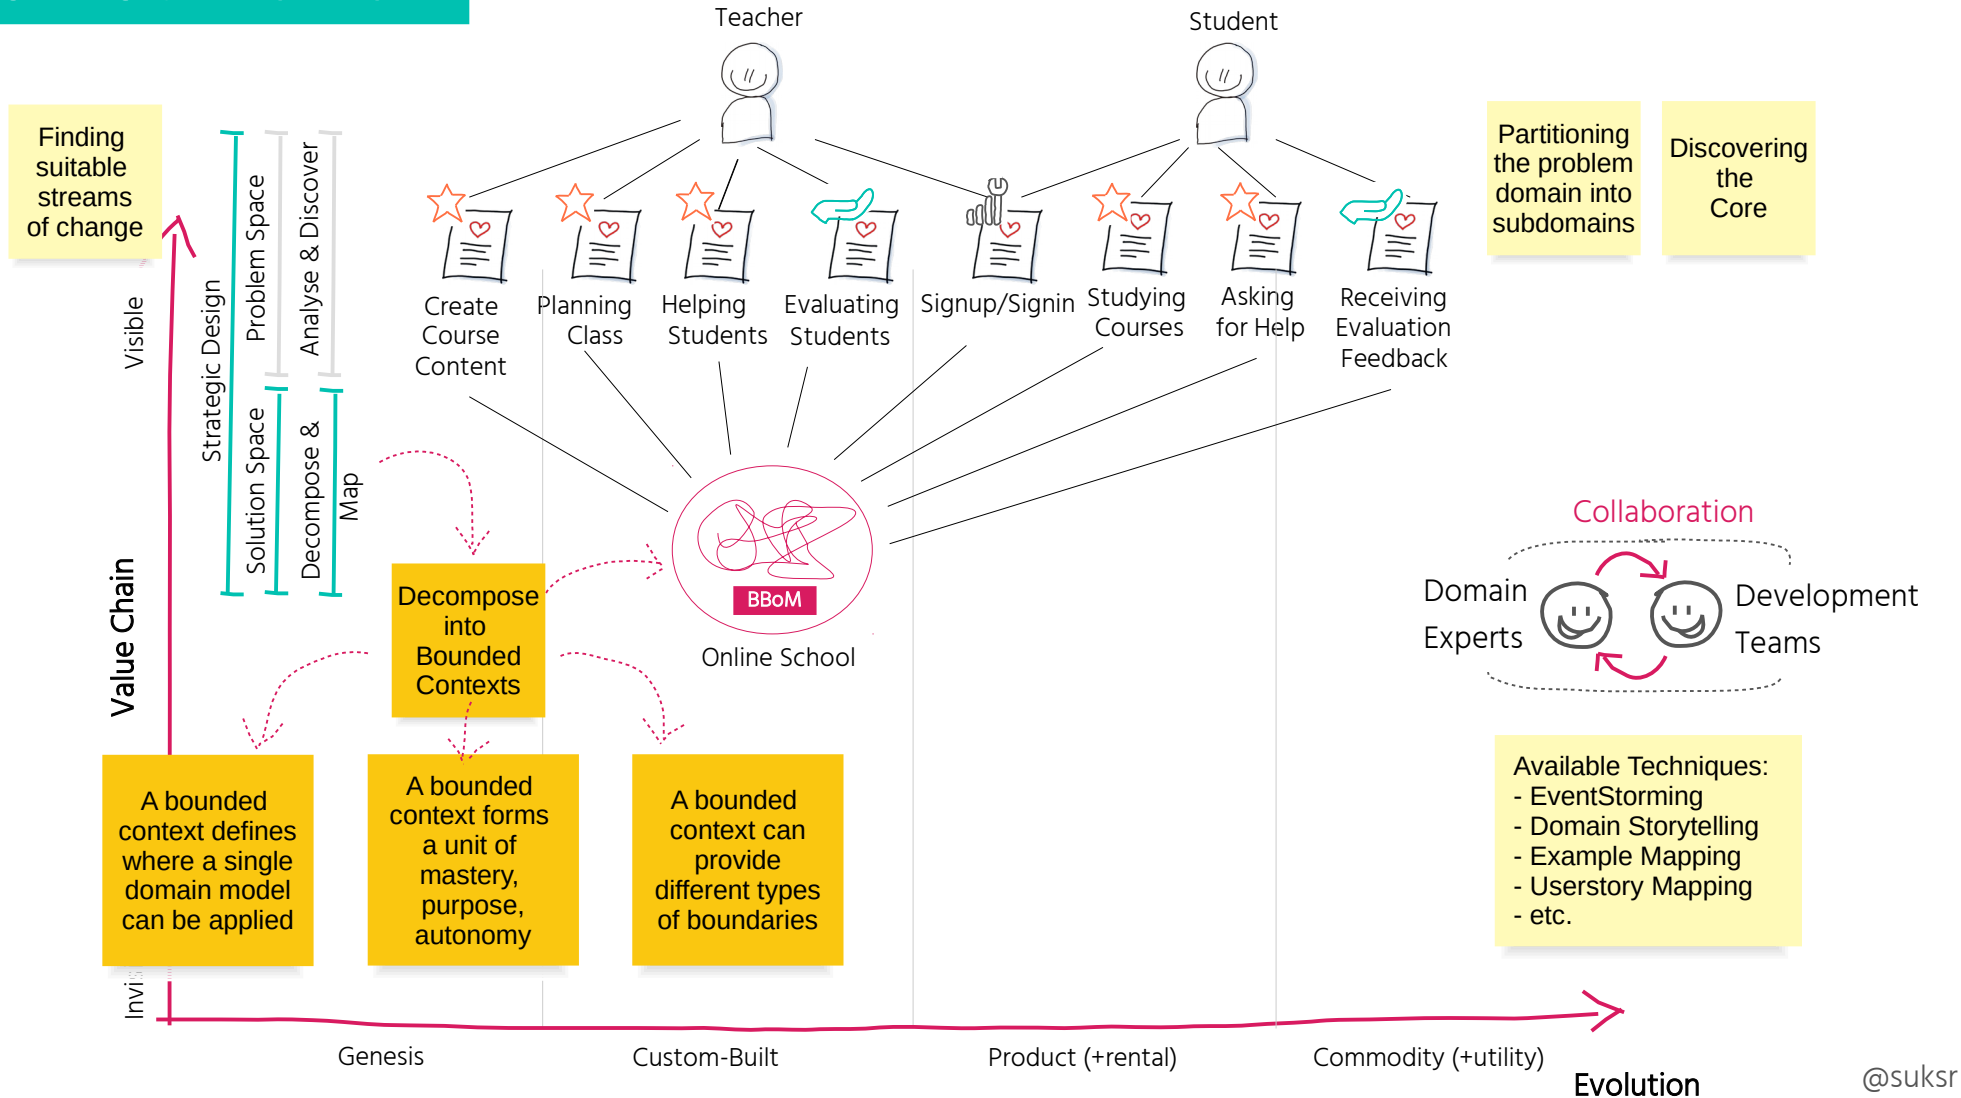 Teacher
Student
Finding
suitable
streams
of change
Partitioning
the problem
domain into
subdomains
Discovering
the
Core
Strategic Design
Problem Space
Analyse & Discover
Solution Space
Decompose &
Map
Visible
Value Chain
Create
Course
Content
Planning
Class
Helping
Students
Evaluating
Students
Signup/Signin
Studying
Courses
Asking
for Help
Receiving
Evaluation
Feedback
BBoM
Online School
Decompose
into
Bounded
Contexts
Collaboration
Domain
Experts
Development
Teams
A bounded
context defines
where a single
domain model
can be applied
A bounded
context forms
a unit of
mastery,
purpose,
autonomy
A bounded
context can
provide
different types
of boundaries
Available Techniques:
- EventStorming
- Domain Storytelling
- Example Mapping
- Userstory Mapping
- etc.
Invi
Genesis
Custom-Built
Product (+rental)
Commodity (+utility)
Evolution
@suksr